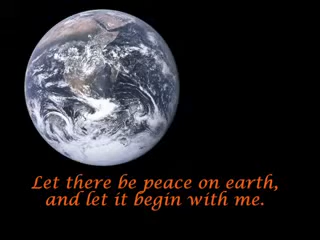 Let there be peace on earth,
and let it begin with me.